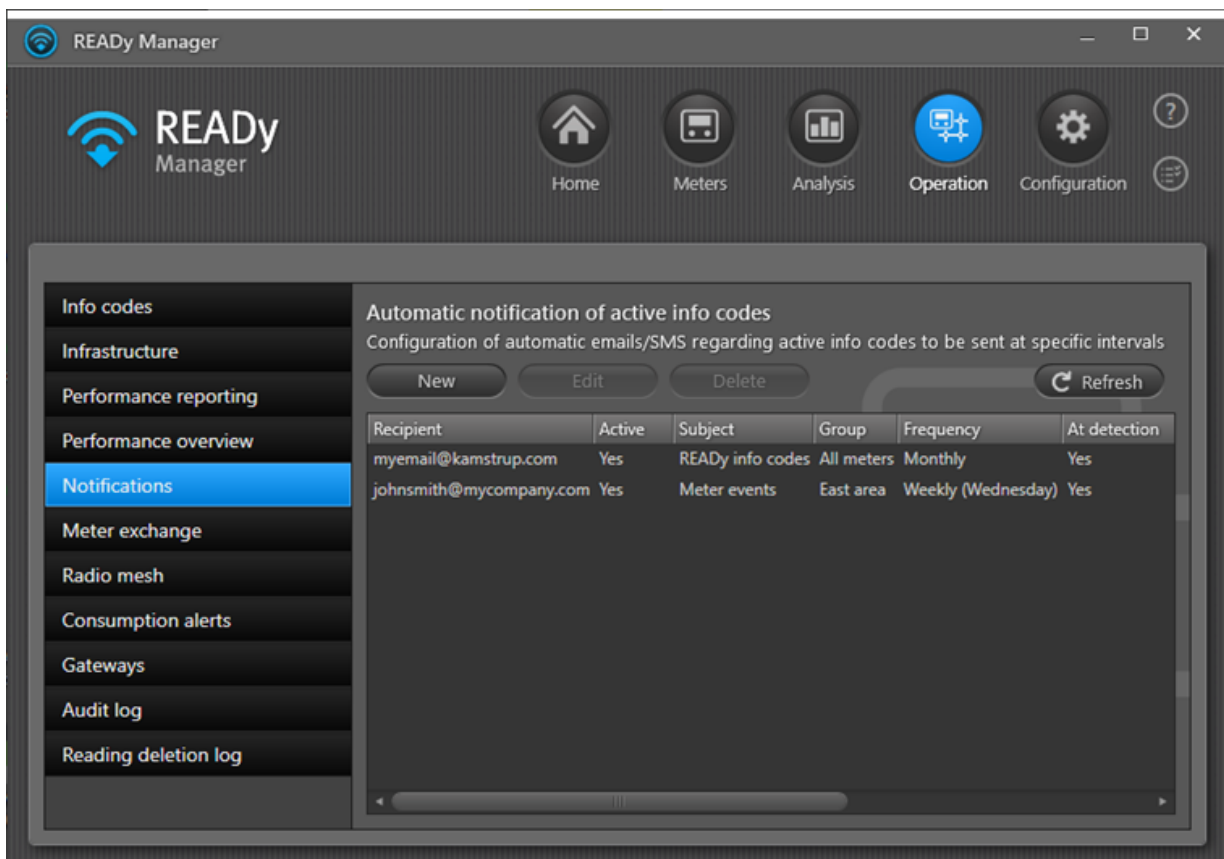 READy Manager
READy
Manager
Home Meters Analysis Operation Configuration
?
Info codes
Infrastructure
Performance reporting
Performance overview
Notifications
Meter exchange
Radio mesh
Consumption alerts
Gateways
Audit log
Reading deletion log
Automatic notification of active info codes
Configuration of automatic emails/SMS regarding active info codes to be sent at specific intervals
New Edit Delete Refresh
Recipient Active Subject Group Frequency At detection
myemail@kamstrup.com Yes READy info codes All meters Monthly Yes
johnsmith@mycompany.com Yes Meter events East area Weekly (Wednesday) Yes